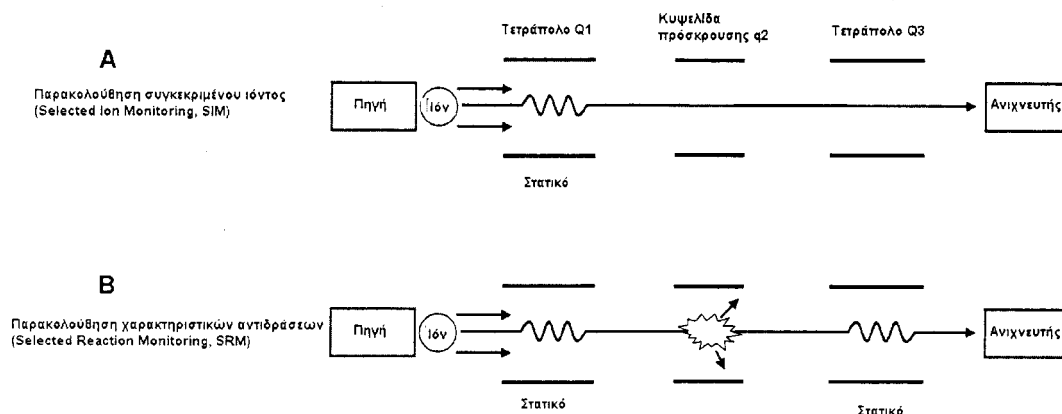 Τετράπολο Q1
Κυψελίδα
πρόσκρουσης q2
Τετράπολο Q3
A
Παρακολούθηση συγκεκριμένου ιόντος
(Selected Ion Monitoring, SIM)
Πηγή
Ιόν
Ανιχνευτής
Στατικό
B
Παρακολούθηση χαρακτηριστικών αντιδράσεων
(Selected Reaction Monitoring, SRM)
Πηγή
Ιόν
Ανιχνευτής
Στατικό
Στατικό